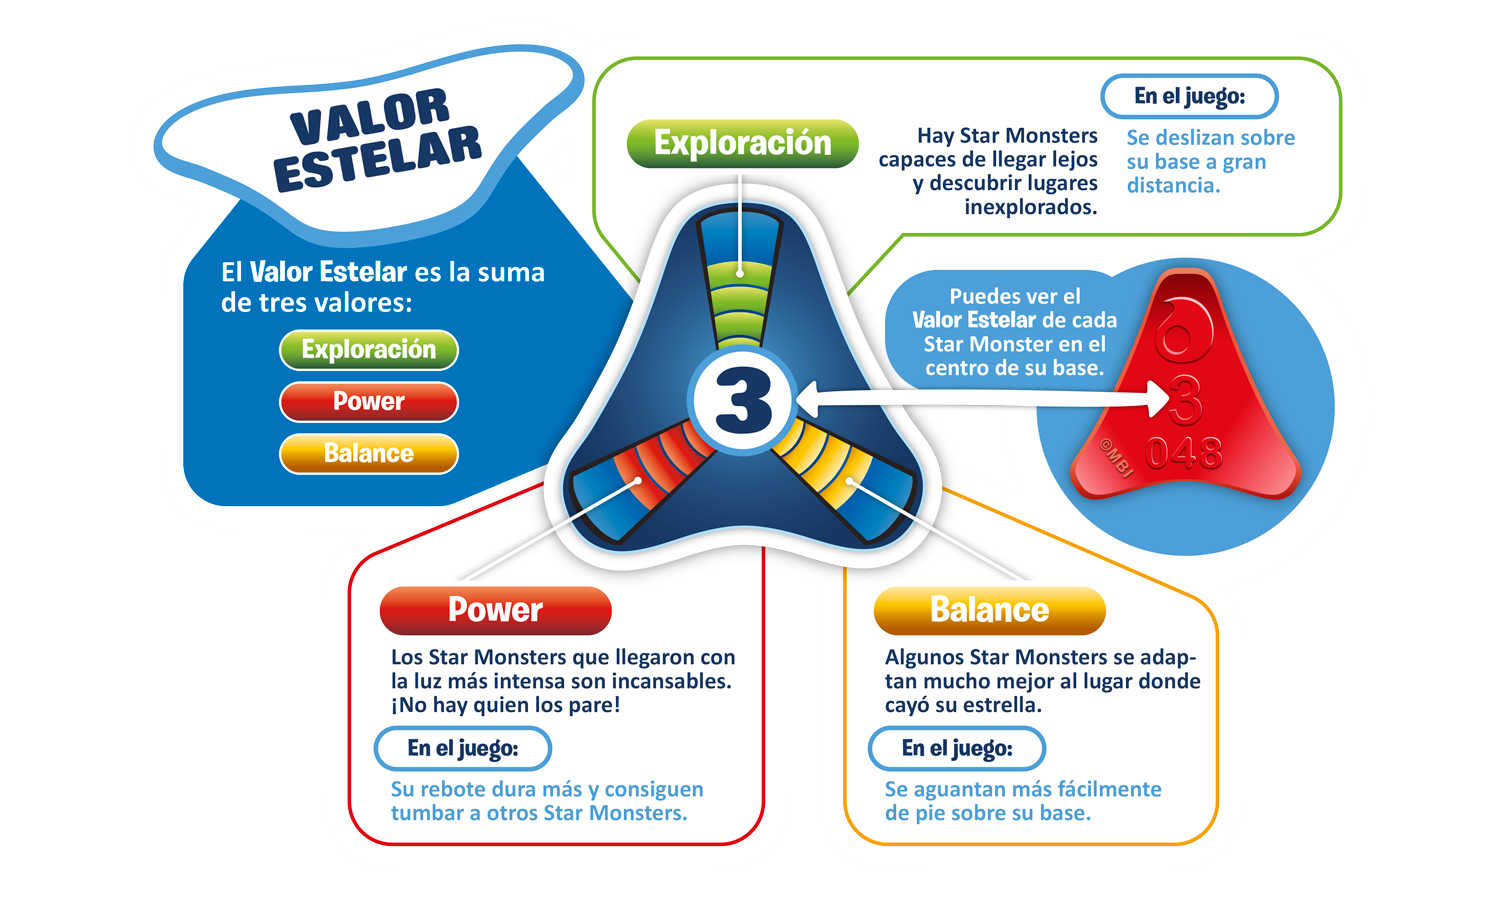 VALOR
ESTELAR
El Valor Estelar es la suma
de tres valores:
Exploración
Power
Balance
Exploración
Hay Star Monsters
capaces de llegar lejos
y descubrir lugares
inexplorados.
En el juego:
Se deslizan sobre
su base a gran
distancia.
Puedes ver el
Valor Estelar de cada
Star Monster en el
centro de su base.
3
3
048
©MBI
Power
Los Star Monsters que llegaron con
la luz más intensa son incansables.
¡No hay quien los pare!
En el juego:
Su rebote dura más y consiguen
tumbar a otros Star Monsters.
Balance
Algunos Star Monsters se adap-
tan mucho mejor al lugar donde
cayó su estrella.
En el juego:
Se aguantan más fácilmente
de pie sobre su base.